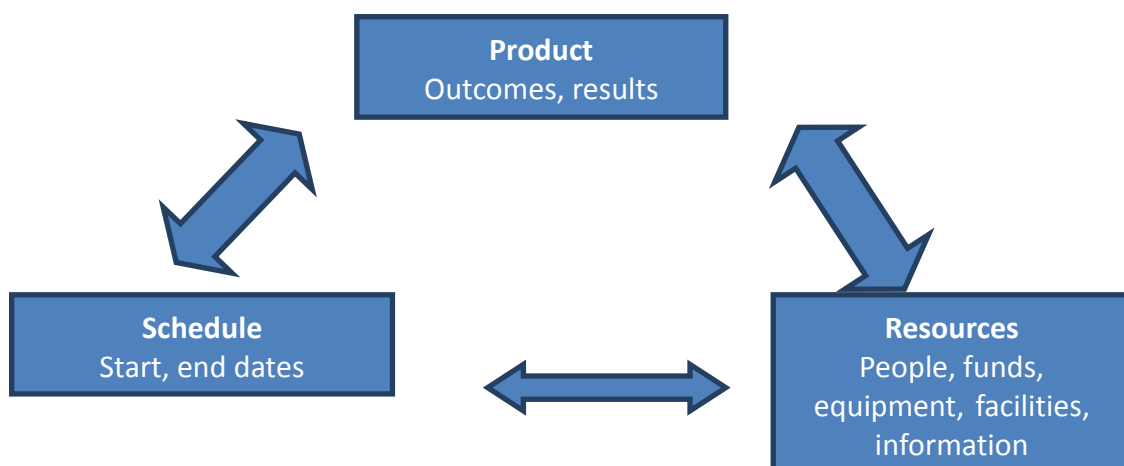 Product
Outcomes, results
Schedule
Start, end dates
Resources
People, funds,
equipment, facilities,
information